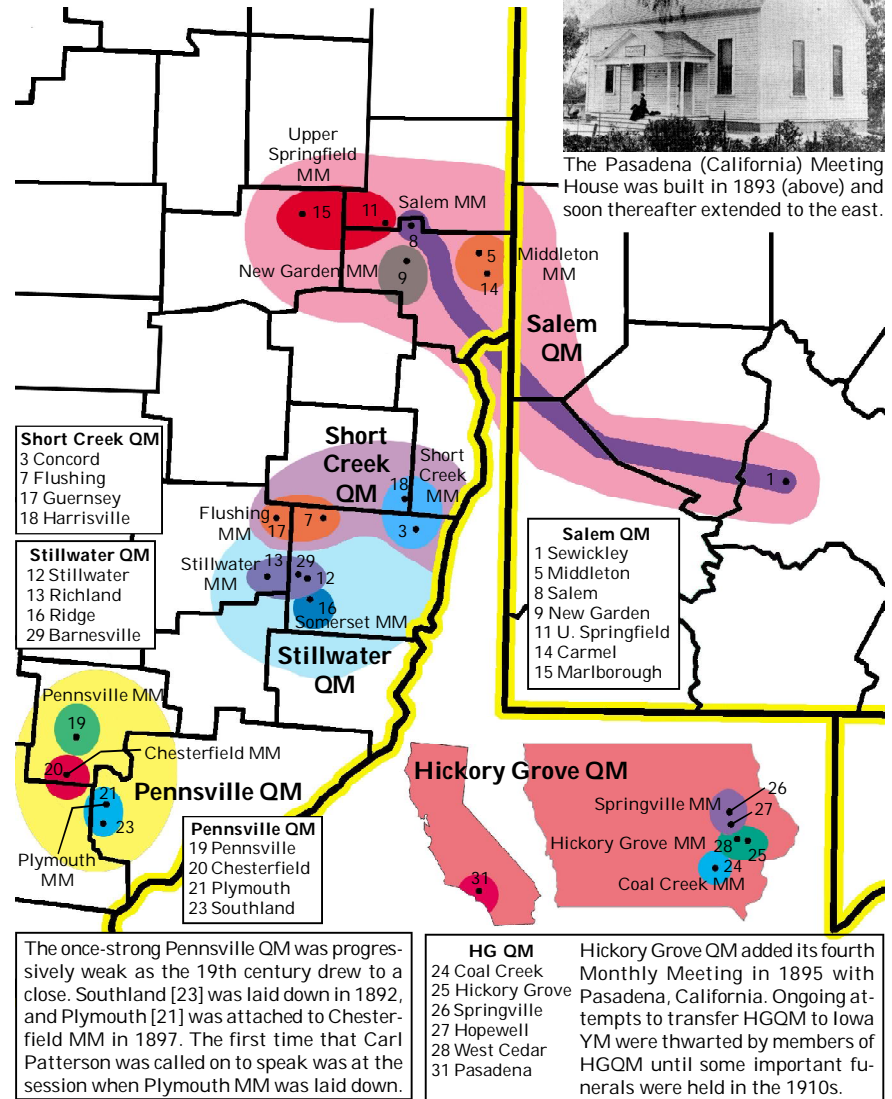 The Pasadena (California) Meeting
House was built in 1893 (above) and
soon thereafter extended to the east.
Upper
Springfield
MM
15
11
Salem MM
8
New Garden MM
9
5
14
Middleton
MM
Salem
QM
1
Short Creek QM
3 Concord
7 Flushing
17 Guernsey
18 Harrisville
Short
Creek
QM
Short
Creek
MM
18
Flushing
MM
17
7
3
Stillwater QM
12 Stillwater
13 Richland
16 Ridge
29 Barnesville
Stillwater
MM
13
29
12
16
Somerset MM
Stillwater
QM
Salem QM
1 Sewickley
5 Middleton
8 Salem
9 New Garden
11 U. Springfield
14 Carmel
15 Marlborough
Pennsville MM
19
Chesterfield MM
20
21
23
Pennsville QM
Plymouth
MM
Pennsville QM
19 Pennsville
20 Chesterfield
21 Plymouth
23 Southland
Hickory Grove QM
31
Springville MM
26
27
Hickory Grove MM
28
25
24
Coal Creek MM
The once-strong Pennsville QM was progres-
sively weak as the 19th century drew to a
close. Southland [23] was laid down in 1892,
and Plymouth [21] was attached to Chester-
field MM in 1897. The first time that Carl
Patterson was called on to speak was at the
session when Plymouth MM was laid down.
HG QM
24 Coal Creek
25 Hickory Grove
26 Springville
27 Hopewell
28 West Cedar
31 Pasadena
Hickory Grove QM added its fourth
Monthly Meeting in 1895 with
Pasadena, California. Ongoing at-
tempts to transfer HGQM to Iowa
YM were thwarted by members of
HGQM until some important fu-
nerals were held in the 1910s.